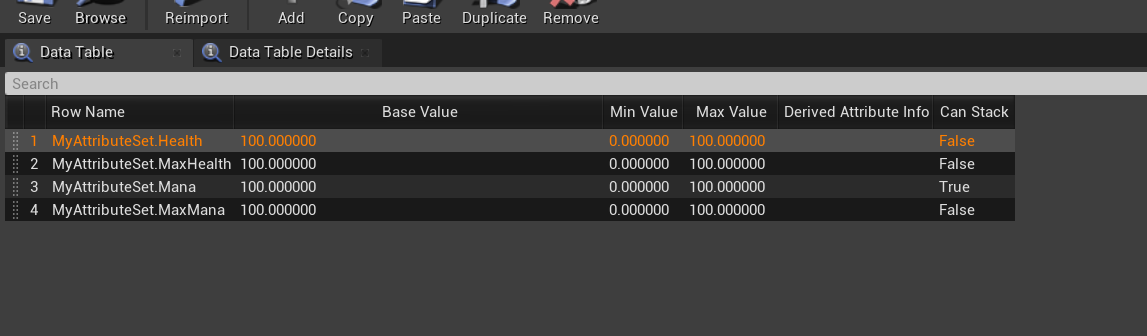 Save Browse Reimport Add Copy Paste Duplicate Remove
Data Table Data Table Details
Search
Row Name Base Value Min Value Max Value Derived Attribute Info Can Stack
1 MyAttributeSet.Health 100.000000 0.000000 100.000000 False
2 MyAttributeSet.MaxHealth 100.000000 0.000000 100.000000 False
3 MyAttributeSet.Mana 100.000000 0.000000 100.000000 True
4 MyAttributeSet.MaxMana 100.000000 0.000000 100.000000 False